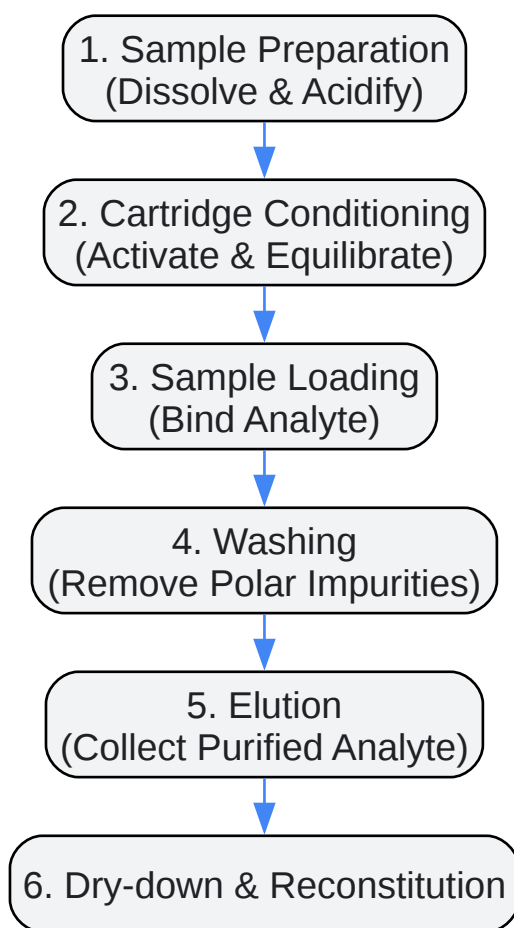 1. Sample Preparation
(Dissolve & Acidify)
2. Cartridge Conditioning
(Activate & Equilibrate)
3. Sample Loading
(Bind Analyte)
4. Washing
(Remove Polar Impurities)
5. Elution
(Collect Purified Analyte)
6. Dry-down & Reconstitution